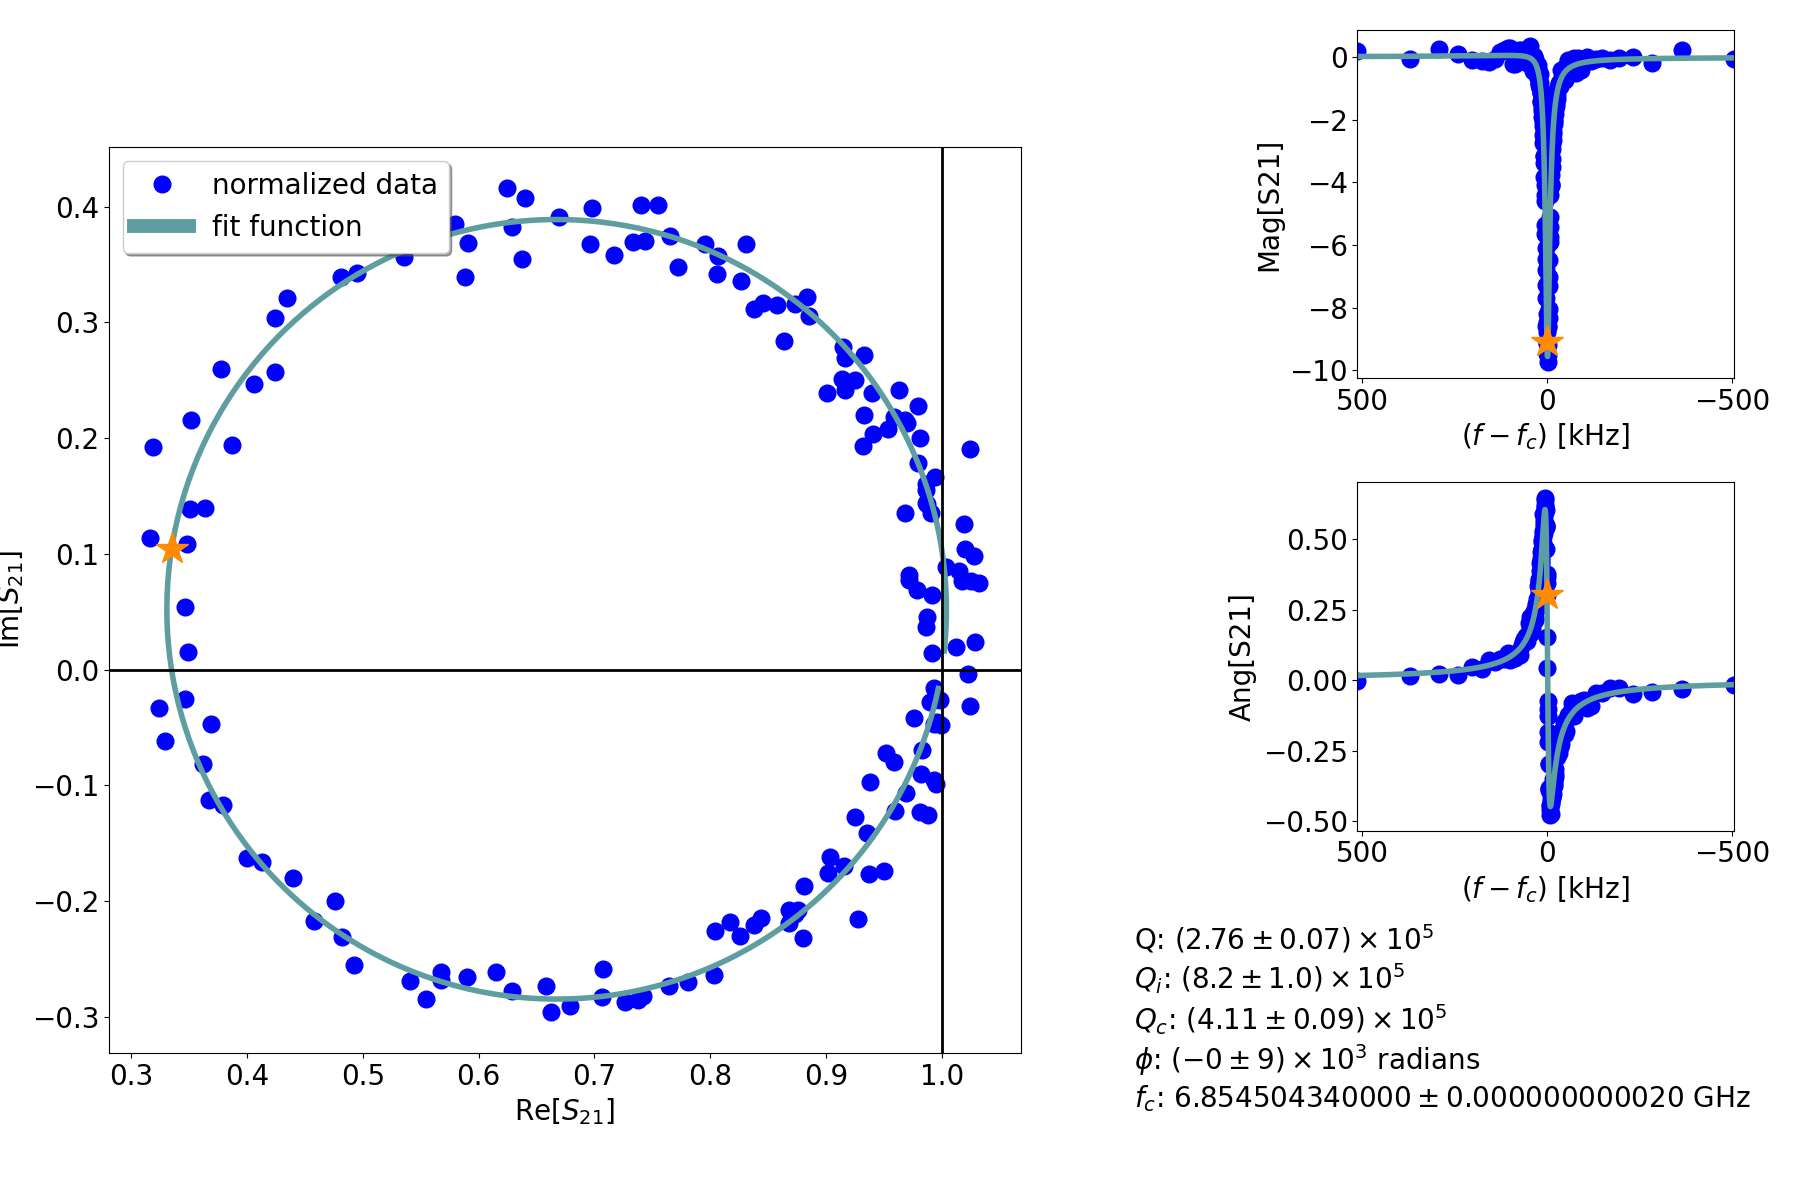 normalized data
fit function
Im[S21]
0.4
0.3
0.2
0.1
0.0
−0.1
−0.2
−0.3
0.3 0.4 0.5 0.6 0.7 0.8 0.9 1.0
Re[S21]
Mag[S21]
0
−2
−4
−6
−8
−10
500 0 −500
(f − fc) [kHz]
Ang[S21]
0.50
0.25
0.00
−0.25
−0.50
500 0 −500
(f − fc) [kHz]
Q: (2.76 ± 0.07) × 10^5
Qi: (8.2 ± 1.0) × 10^5
Qc: (4.11 ± 0.09) × 10^5
ϕ: (−0 ± 9) × 10^3 radians
fc: 6.854504340000 ± 0.000000000020 GHz